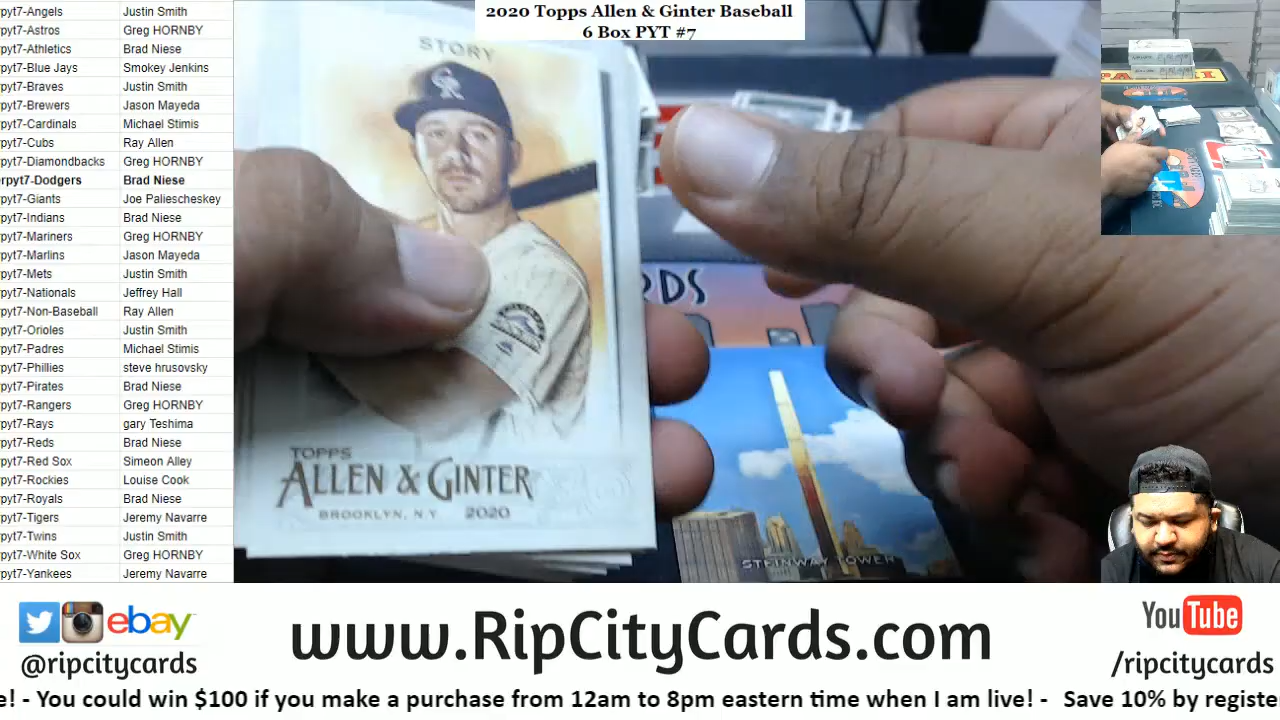 2020 Topps Allen & Ginter Baseball
6 Box PYT #7
pyt7-Angels Justin Smith
pyt7-Astros Greg HORNBY
pyt7-Athletics Brad Niese
pyt7-Blue Jays Smokey Jenkins
pyt7-Braves Justin Smith
pyt7-Brewers Jason Mayeda
pyt7-Cardinals Michael Stimis
pyt7-Cubs Ray Allen
pyt7-Diamondbacks Greg HORNBY
erpyt7-Dodgers Brad Niese
pyt7-Giants Joe Paliescheskey
pyt7-Indians Brad Niese
pyt7-Mariners Greg HORNBY
pyt7-Marlins Jason Mayeda
pyt7-Mets Justin Smith
pyt7-Nationals Jeffrey Hall
pyt7-Non-Baseball Ray Allen
pyt7-Orioles Justin Smith
pyt7-Padres Michael Stimis
pyt7-Phillies steve hrusovsky
pyt7-Pirates Brad Niese
pyt7-Rangers Greg HORNBY
pyt7-Rays gary Teshima
pyt7-Reds Brad Niese
pyt7-Red Sox Simeon Alley
pyt7-Rockies Louise Cook
pyt7-Royals Brad Niese
pyt7-Tigers Jeremy Navarre
pyt7-Twins Justin Smith
pyt7-White Sox Greg HORNBY
pyt7-Yankees Jeremy Navarre
STORY
CR
TOPPS
ALLEN & GINTER
BROOKLYN, N.Y. 2020
RDS
STEINWAY TOWER
ebay
@ripcitycards
www.RipCityCards.com
YouTube
/ripcitycards
e! - You could win $100 if you make a purchase from 12am to 8pm eastern time when I am live! - Save 10% by registe